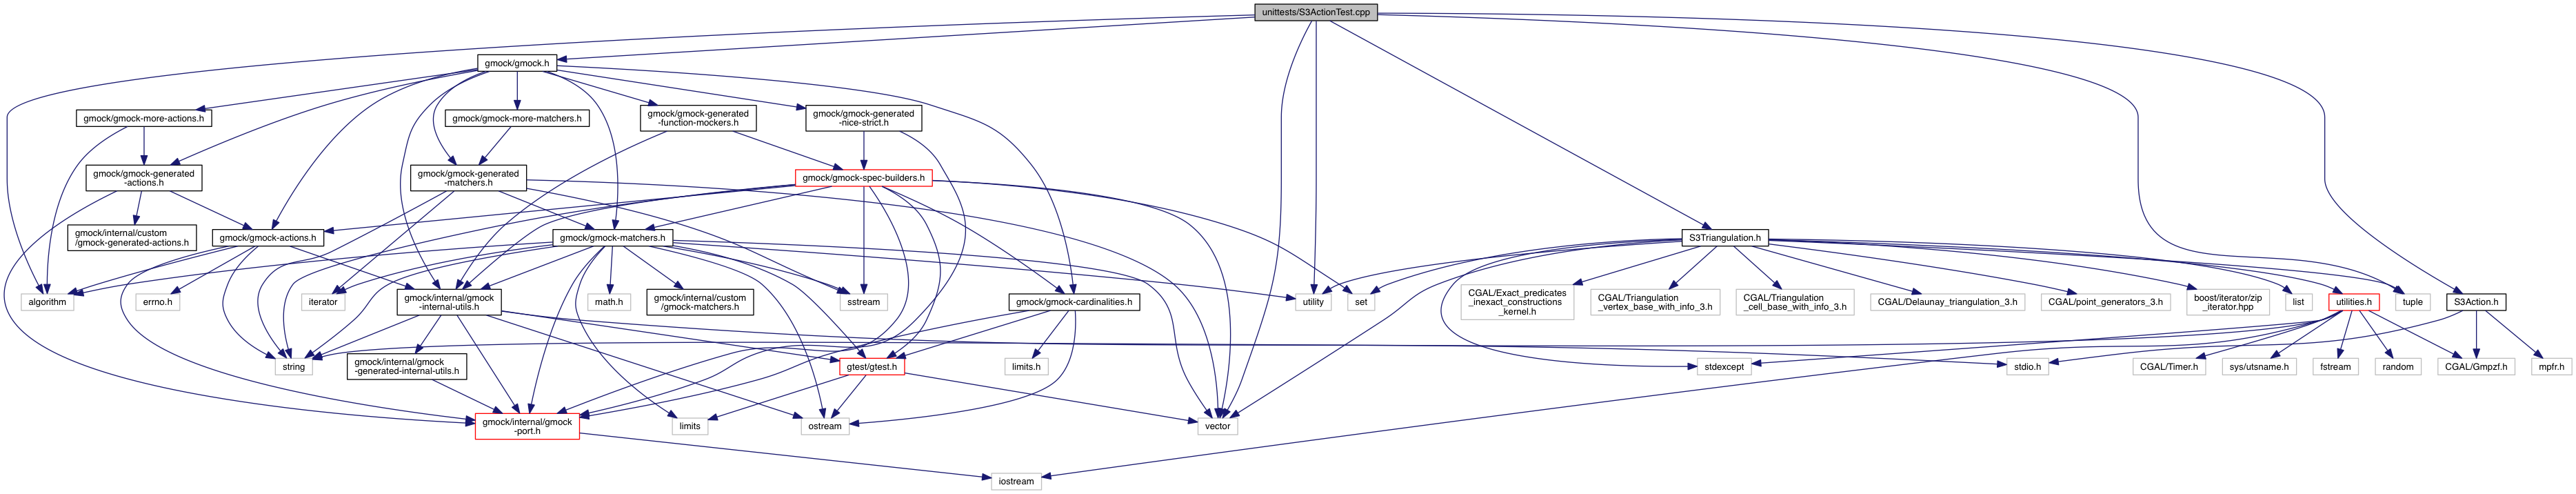 unittests/S3ActionTest.cpp
gmock/gmock.h
gmock/gmock-more-actions.h
gmock/gmock-more-matchers.h
gmock/gmock-generated
-function-mockers.h
gmock/gmock-generated
-nice-strict.h
gmock/gmock-generated
-actions.h
gmock/gmock-generated
-matchers.h
gmock/gmock-spec-builders.h
gmock/internal/custom
/gmock-generated-actions.h
gmock/gmock-actions.h
gmock/gmock-matchers.h
S3Triangulation.h
algorithm
errno.h
iterator
gmock/internal/gmock
-internal-utils.h
math.h
gmock/internal/custom
/gmock-matchers.h
sstream
gmock/gmock-cardinalities.h
utility
set
CGAL/Exact_predicates
_inexact_constructions
_kernel.h
CGAL/Triangulation
_vertex_base_with_info_3.h
CGAL/Triangulation
_cell_base_with_info_3.h
CGAL/Delaunay_triangulation_3.h
CGAL/point_generators_3.h
boost/iterator/zip
_iterator.hpp
list
utilities.h
tuple
S3Action.h
string
gmock/internal/gmock
-generated-internal-utils.h
gtest/gtest.h
limits.h
stdexcept
stdio.h
CGAL/Timer.h
sys/utsname.h
fstream
random
CGAL/Gmpzf.h
mpfr.h
gmock/internal/gmock
-port.h
limits
ostream
vector
iostream